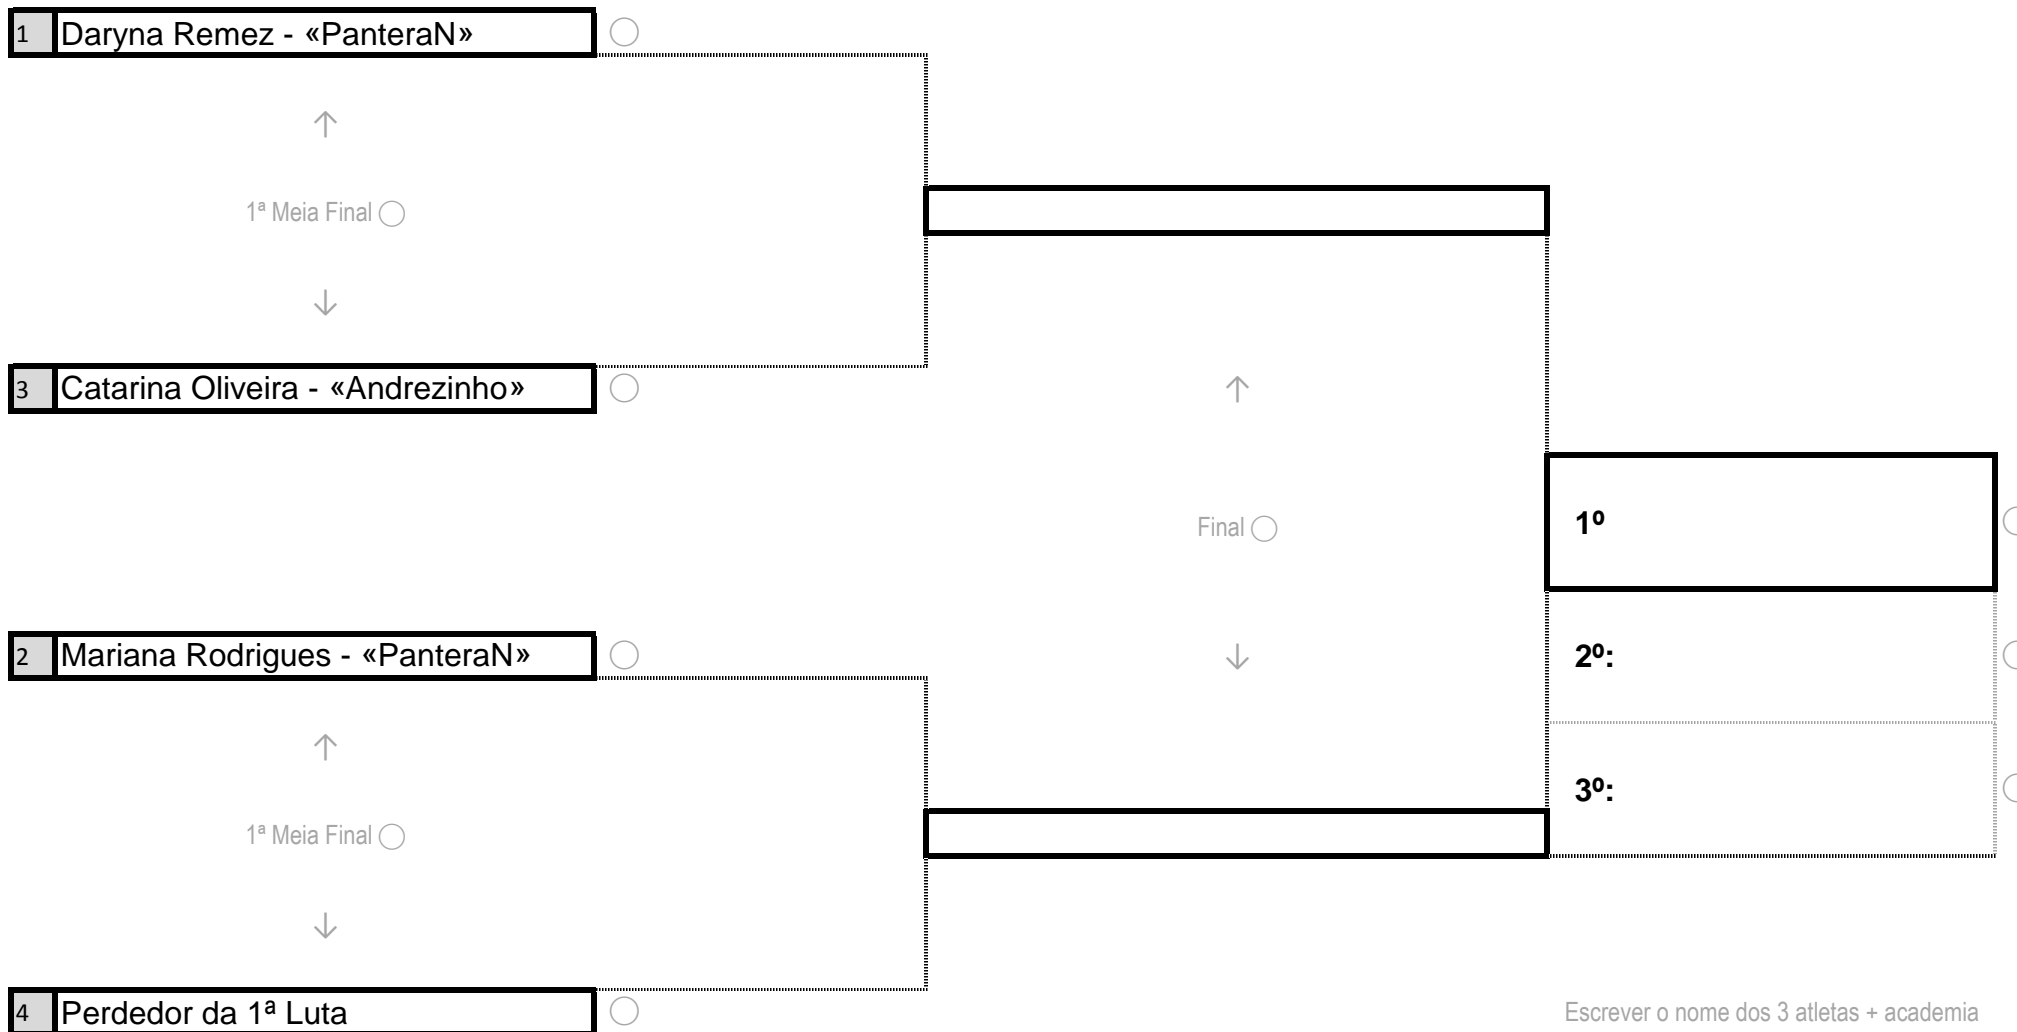 1 Daryna Remez - «PanteraN»
↑
1ª Meia Final
↓
3 Catarina Oliveira - «Andrezinho»
↑
Final
↓
1º
2º:
3º:
2 Mariana Rodrigues - «PanteraN»
↑
1ª Meia Final
↓
4 Perdedor da 1ª Luta
Escrever o nome dos 3 atletas + academia